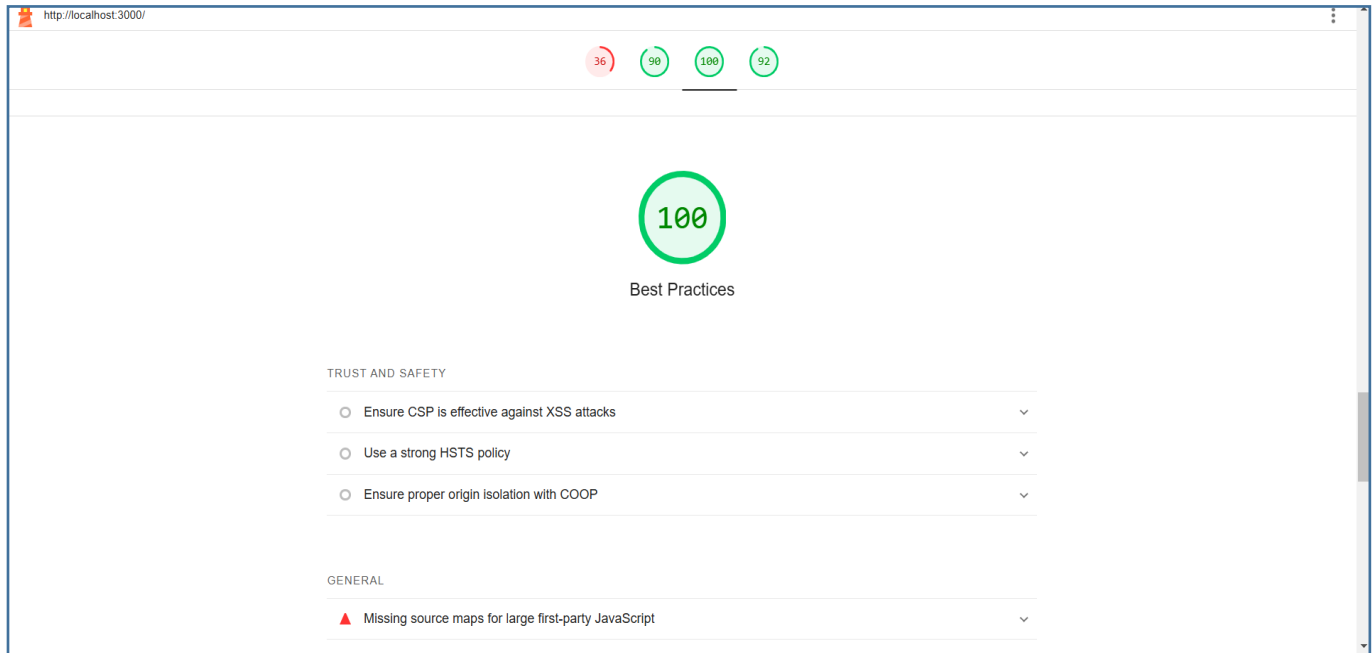 http://localhost:3000/
36 90 100 92
100
Best Practices
TRUST AND SAFETY
Ensure CSP is effective against XSS attacks
Use a strong HSTS policy
Ensure proper origin isolation with COOP
GENERAL
Missing source maps for large first-party JavaScript